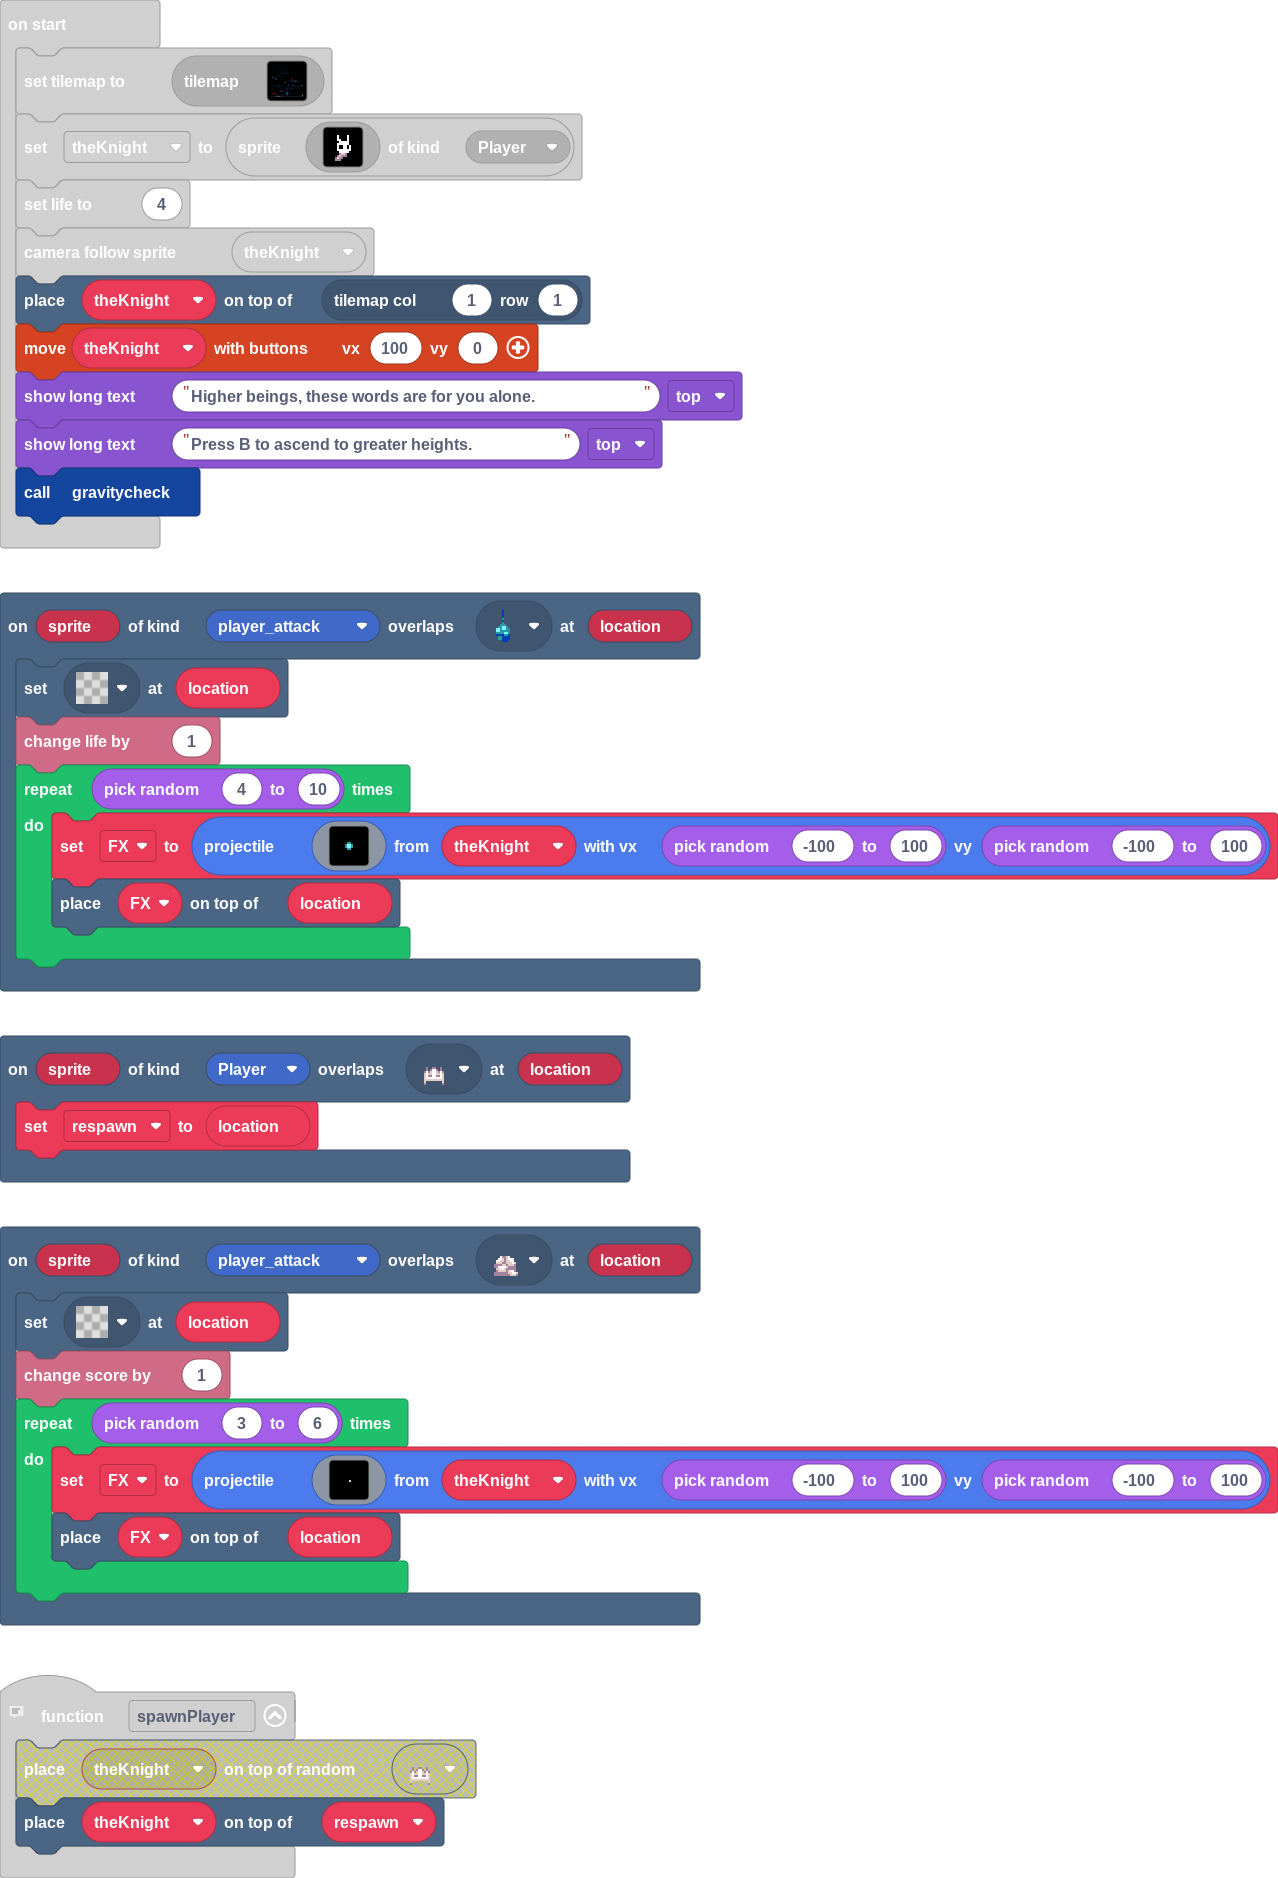 on start
set tilemap to tilemap
set theKnight to sprite of kind Player
set life to 4
camera follow sprite theKnight
place theKnight on top of tilemap col 1 row 1
move theKnight with buttons vx 100 vy 0
show long text "Higher beings, these words are for you alone." top
show long text "Press B to ascend to greater heights." top
call gravitycheck
on sprite of kind player_attack overlaps at location
set at location
change life by 1
repeat pick random 4 to 10 times
do
set FX to projectile from theKnight with vx pick random -100 to 100 vy pick random -100 to 100
place FX on top of location
on sprite of kind Player overlaps at location
set respawn to location
on sprite of kind player_attack overlaps at location
set at location
change score by 1
repeat pick random 3 to 6 times
do
set FX to projectile from theKnight with vx pick random -100 to 100 vy pick random -100 to 100
place FX on top of location
function spawnPlayer
place theKnight on top of random
place theKnight on top of respawn